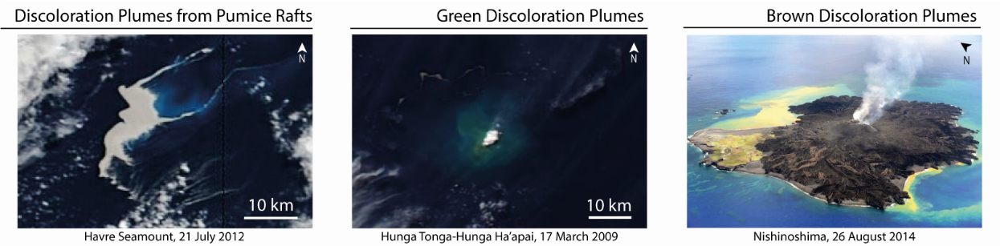 Discoloration Plumes from Pumice Rafts
N
10 km
Havre Seamount, 21 July 2012
Green Discoloration Plumes
N
10 km
Hunga Tonga-Hunga Ha'apai, 17 March 2009
Brown Discoloration Plumes
N
Nishinoshima, 26 August 2014